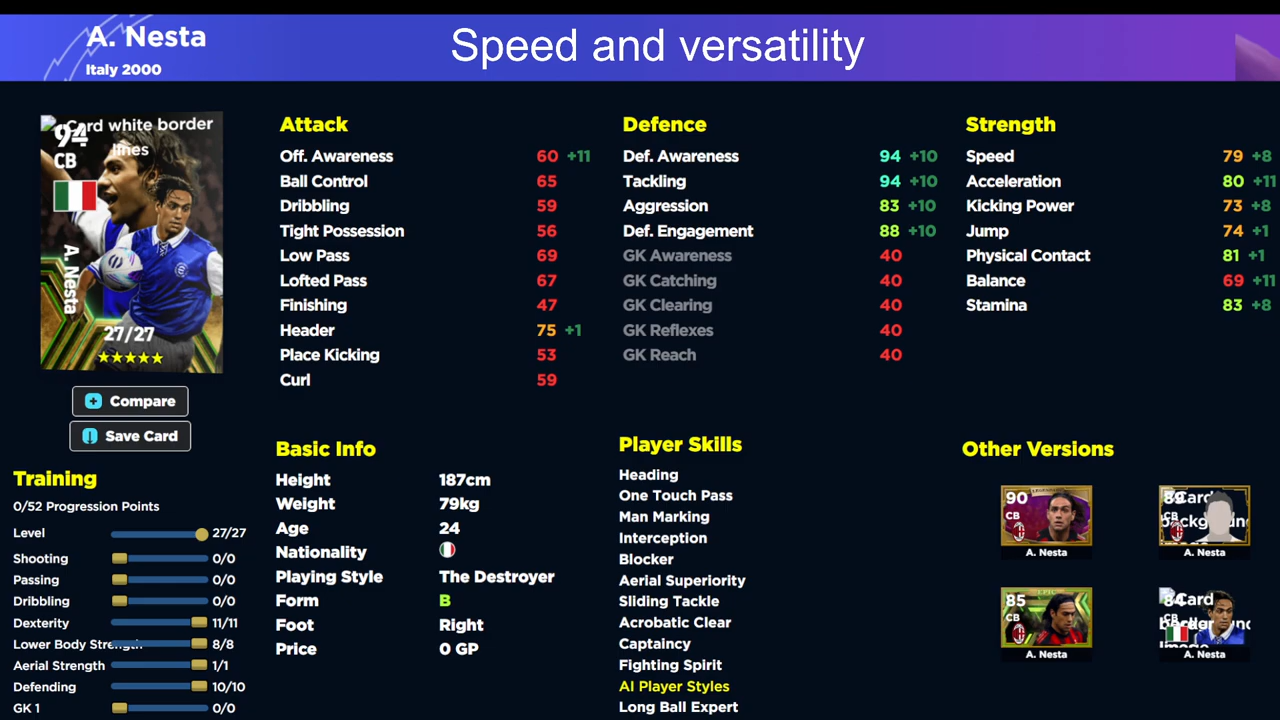 A. Nesta
Italy 2000
Speed and versatility
94
CB
Card white border
lines
A. Nesta
27/27
Compare
Save Card
Training
0/52 Progression Points
Level 27/27
Shooting 0/0
Passing 0/0
Dribbling 0/0
Dexterity 11/11
Lower Body Strength 8/8
Aerial Strength 1/1
Defending 10/10
GK 1 0/0
Attack
Off. Awareness 60 +11
Ball Control 65
Dribbling 59
Tight Possession 56
Low Pass 69
Lofted Pass 67
Finishing 47
Header 75 +1
Place Kicking 53
Curl 59
Defence
Def. Awareness 94 +10
Tackling 94 +10
Aggression 83 +10
Def. Engagement 88 +10
GK Awareness 40
GK Catching 40
GK Clearing 40
GK Reflexes 40
GK Reach 40
Strength
Speed 79 +8
Acceleration 80 +11
Kicking Power 73 +8
Jump 74 +1
Physical Contact 81 +1
Balance 69 +11
Stamina 83 +8
Basic Info
Height 187cm
Weight 79kg
Age 24
Nationality
Playing Style The Destroyer
Form B
Foot Right
Price 0 GP
Player Skills
Heading
One Touch Pass
Man Marking
Interception
Blocker
Aerial Superiority
Sliding Tackle
Acrobatic Clear
Captaincy
Fighting Spirit
AI Player Styles
Long Ball Expert
Other Versions
90
CB
A. Nesta
89
CB
Card
A. Nesta
85
CB
A. Nesta
84
CB
Card
A. Nesta